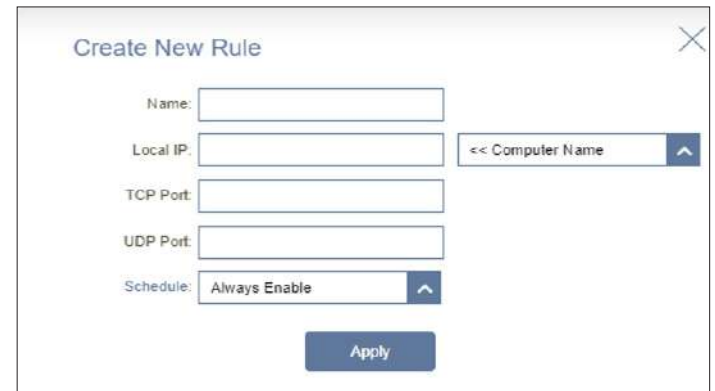 Create New Rule
Name:
Local IP:
<< Computer Name
TCP Port:
UDP Port:
Schedule:
Always Enable
Apply